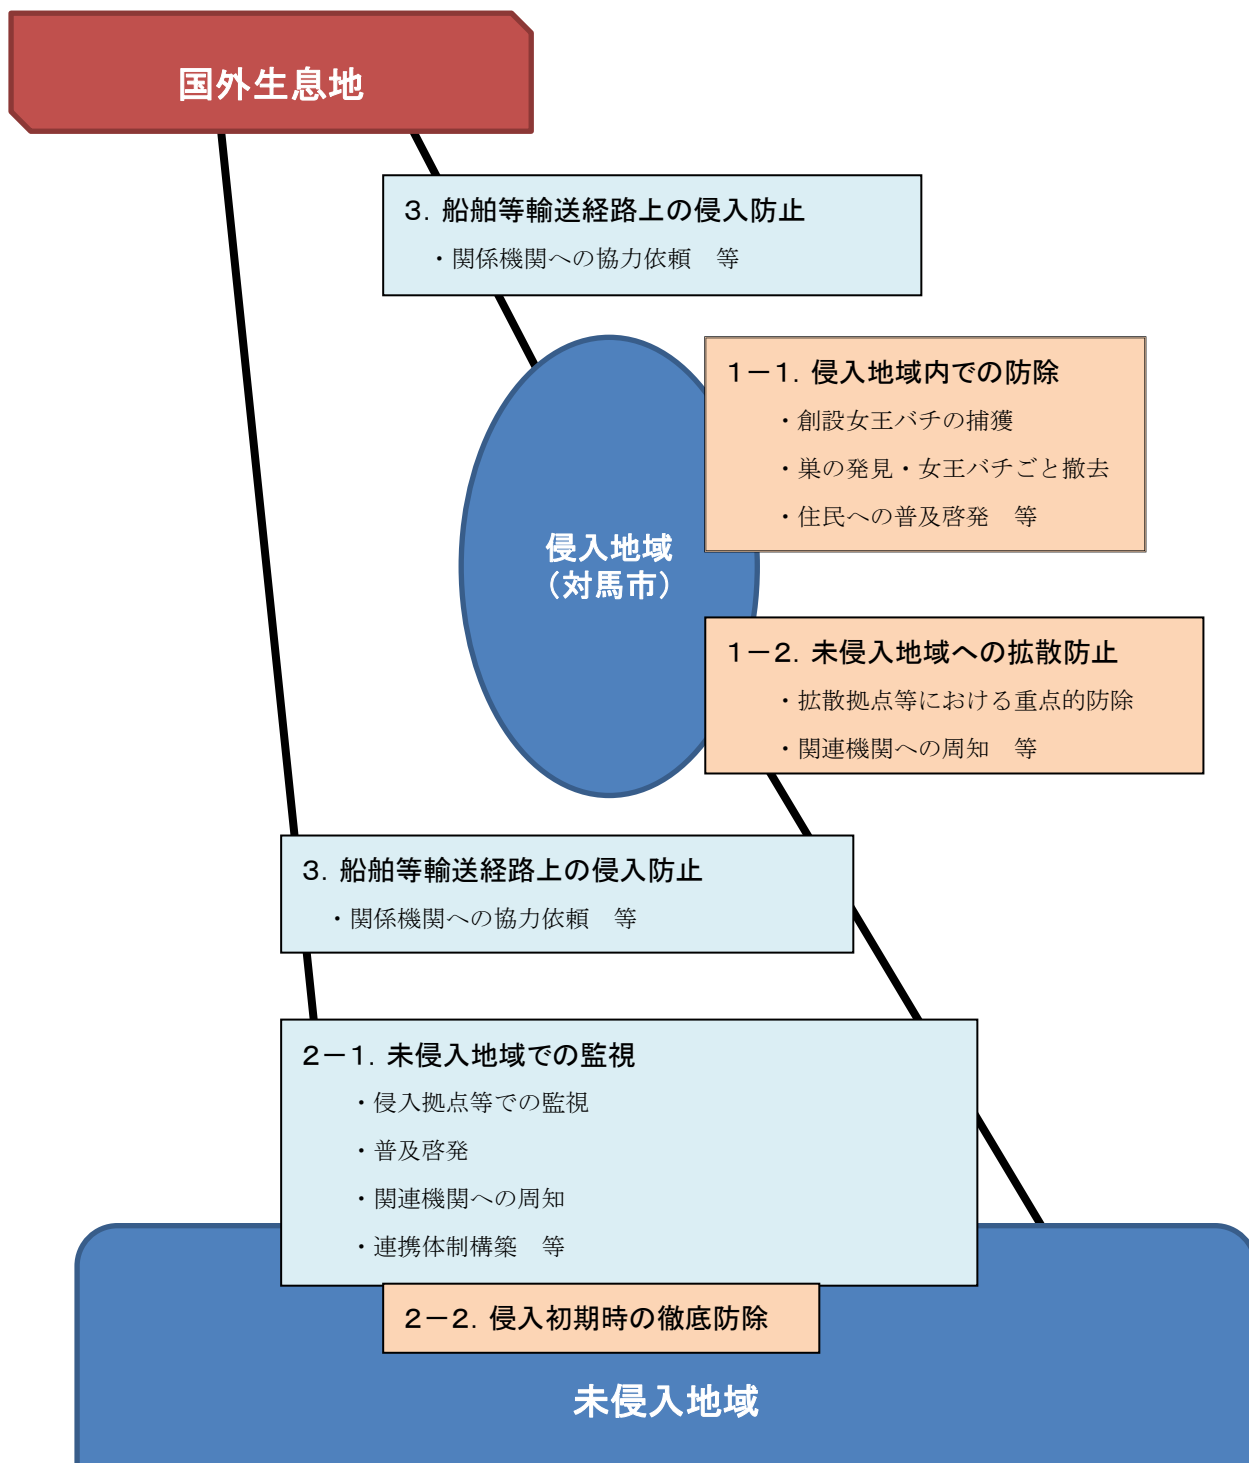 国外生息地
３．船舶等輸送経路上の侵入防止
・関係機関への協力依頼　等
１－１．侵入地域内での防除
・創設女王バチの捕獲
・巣の発見・女王バチごと撤去
・住民への普及啓発　等
侵入地域
（対馬市）
１－２．未侵入地域への拡散防止
・拡散拠点等における重点的防除
・関連機関への周知　等
３．船舶等輸送経路上の侵入防止
・関係機関への協力依頼　等
２－１．未侵入地域での監視
・侵入拠点等での監視
・普及啓発
・関連機関への周知
・連携体制構築　等
２－２．侵入初期時の徹底防除
未侵入地域